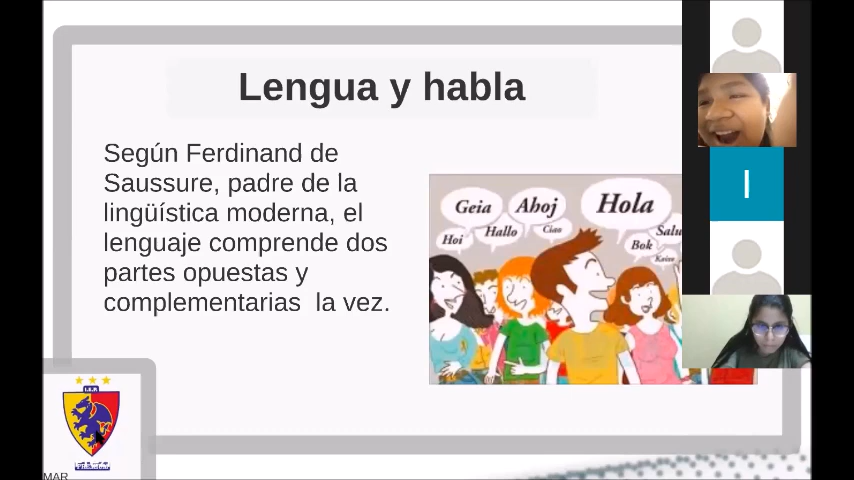 Lengua y habla
Según Ferdinand de
Saussure, padre de la
lingüística moderna, el
lenguaje comprende dos
partes opuestas y
complementarias  la vez.
Geia
Ahoj
Hola
Hoi
Hallo
Ciao
Salu
Bok
I
MAR